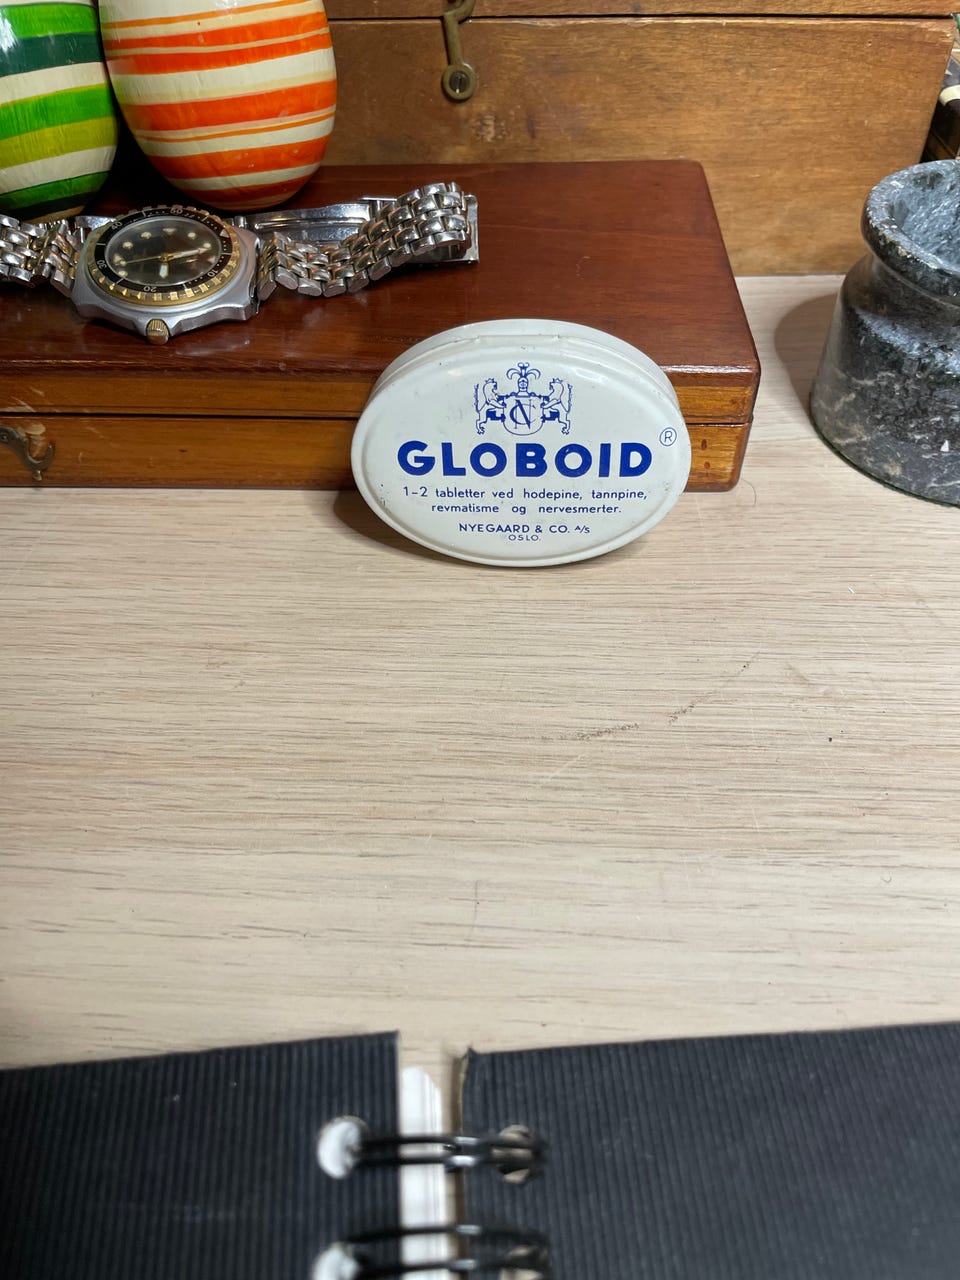 GLOBOID ®
1-2 tabletter ved hodepine, tannpine,
revmatisme og nervesmerter.
NYEGAARD & CO. A/S
OSLO.